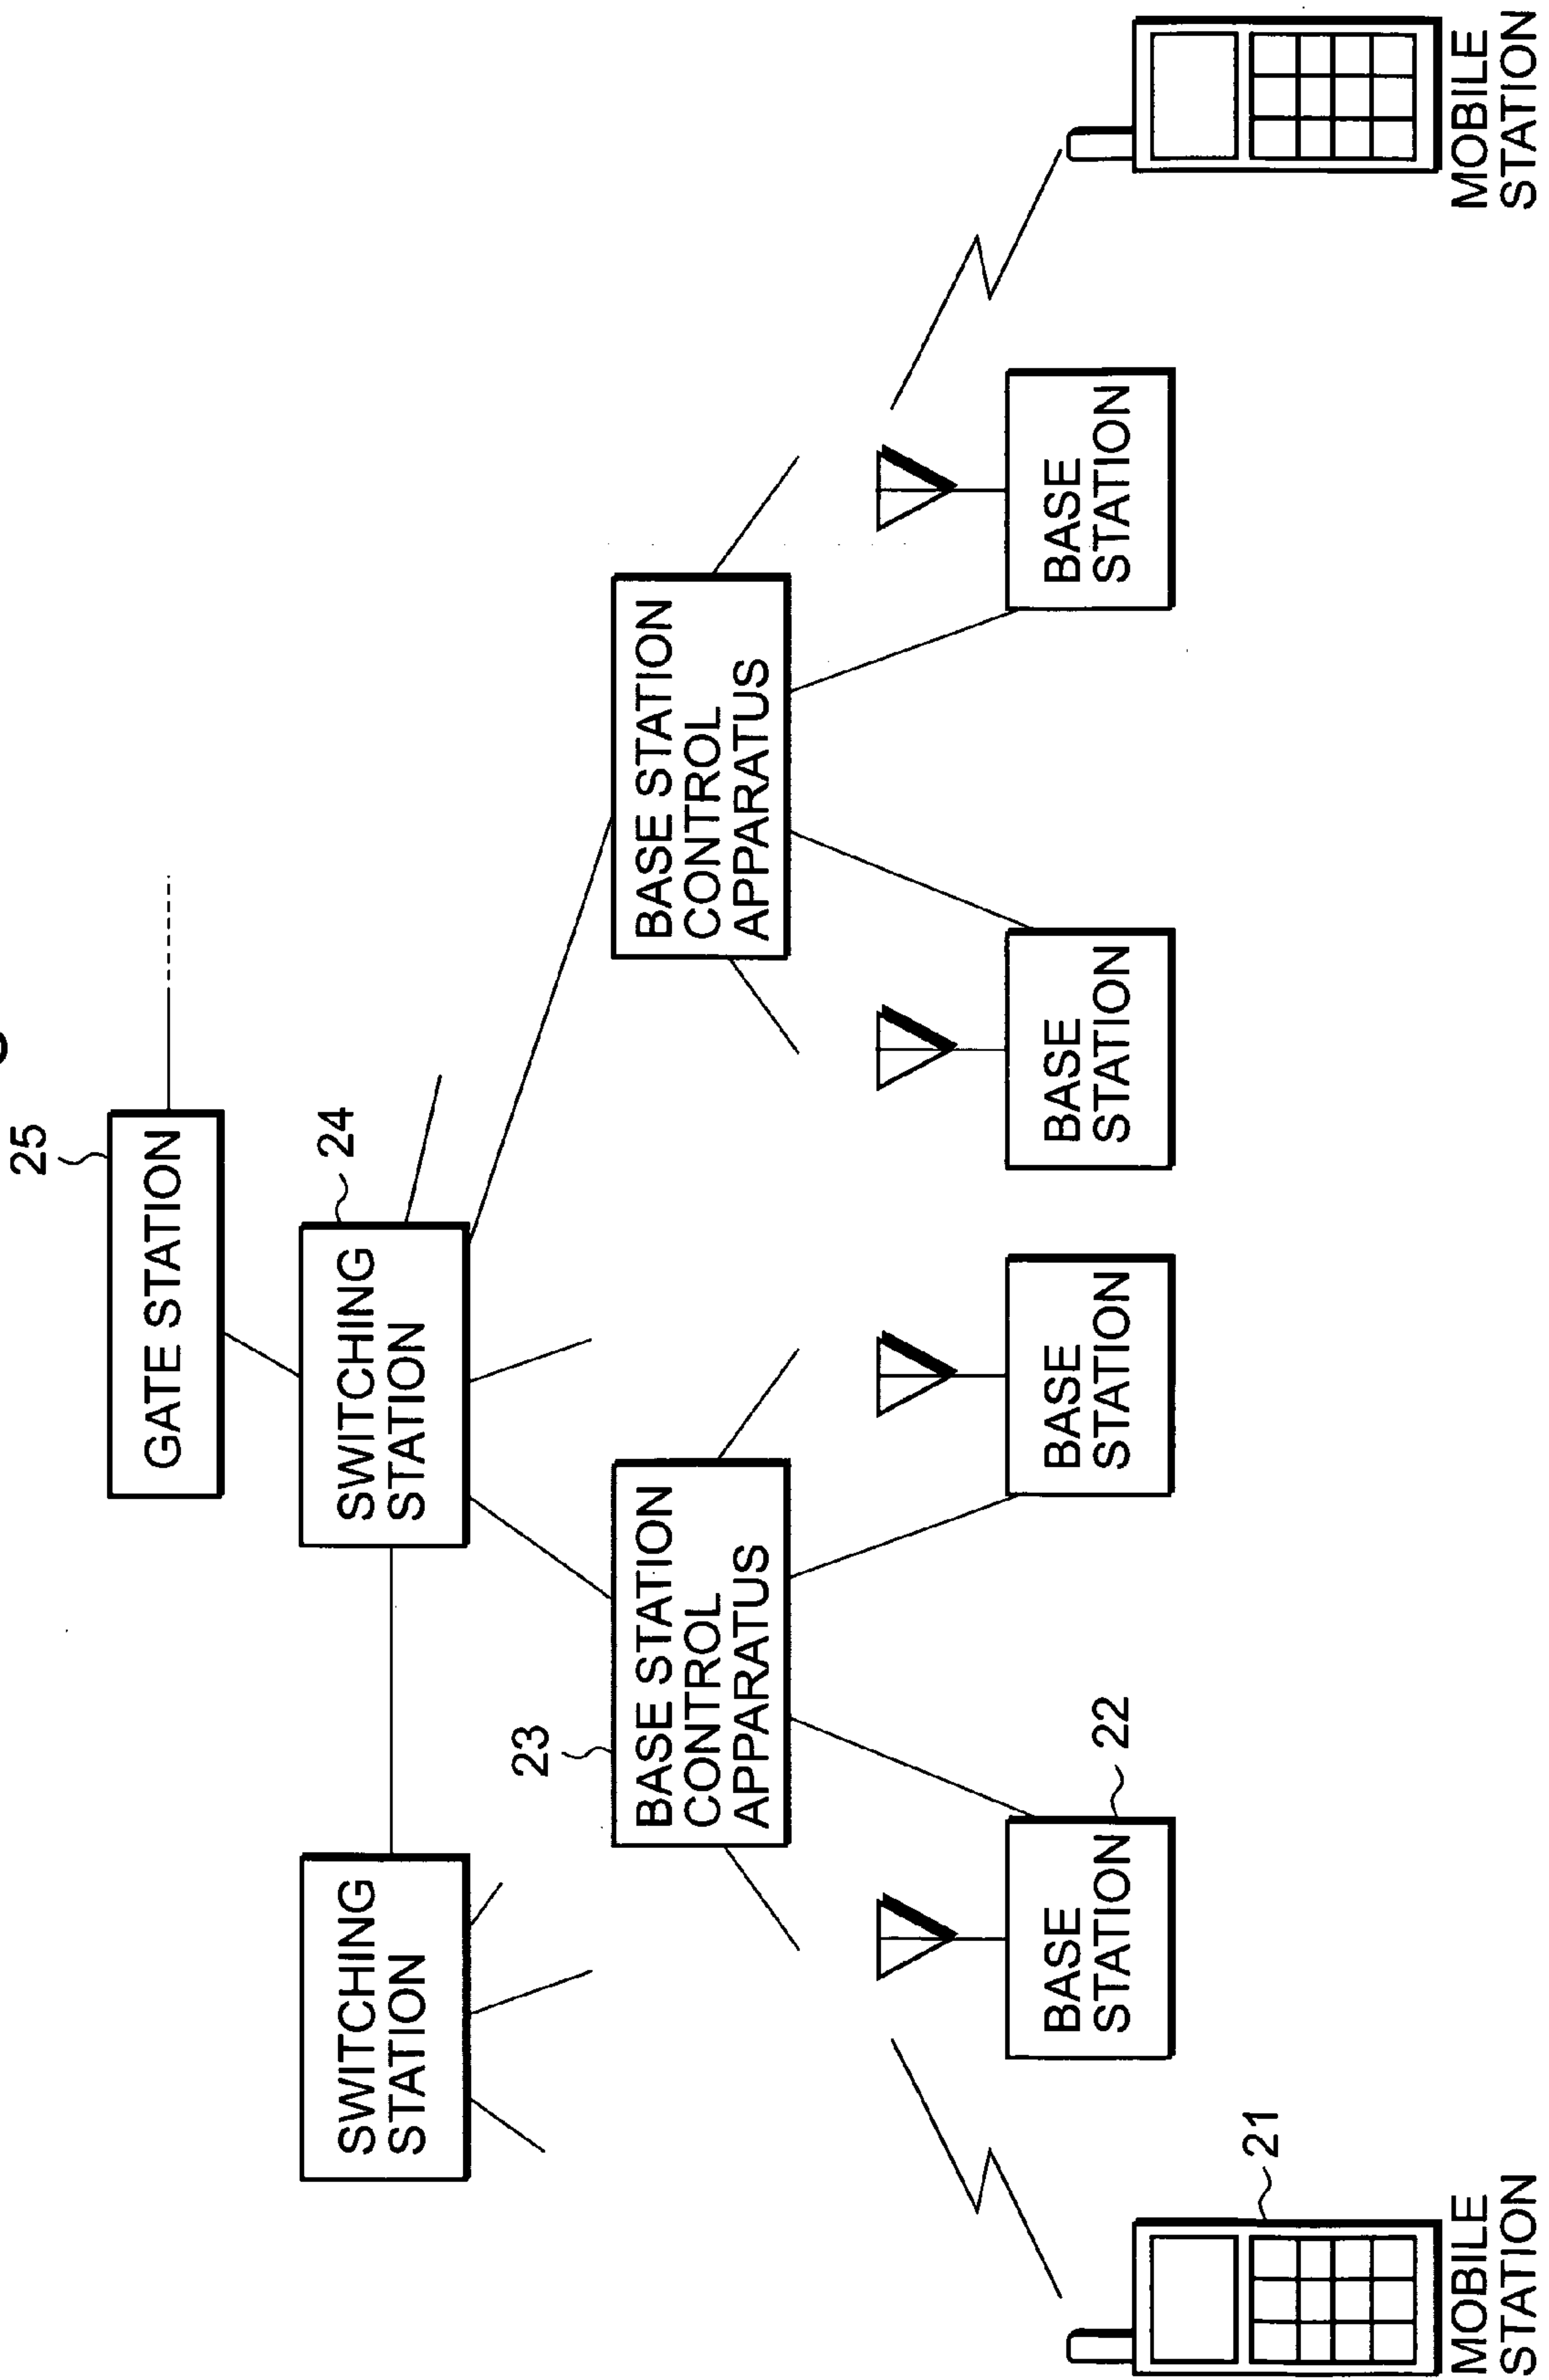 25
GATE STATION
24
SWITCHING
STATION
SWITCHING
STATION
23
BASE STATION
CONTROL
APPARATUS
BASE STATION
CONTROL
APPARATUS
22
BASE
STATION
BASE
STATION
BASE
STATION
BASE
STATION
21
MOBILE
STATION
MOBILE
STATION